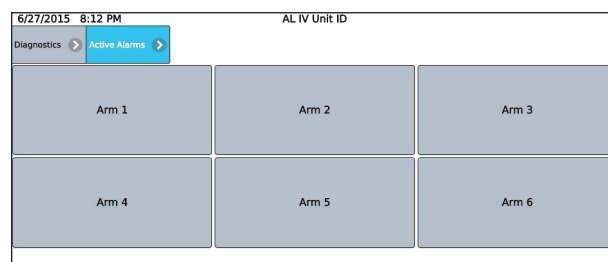 6/27/2015 8:12 PM AL IV Unit ID
Diagnostics Active Alarms
Arm 1 Arm 2 Arm 3
Arm 4 Arm 5 Arm 6